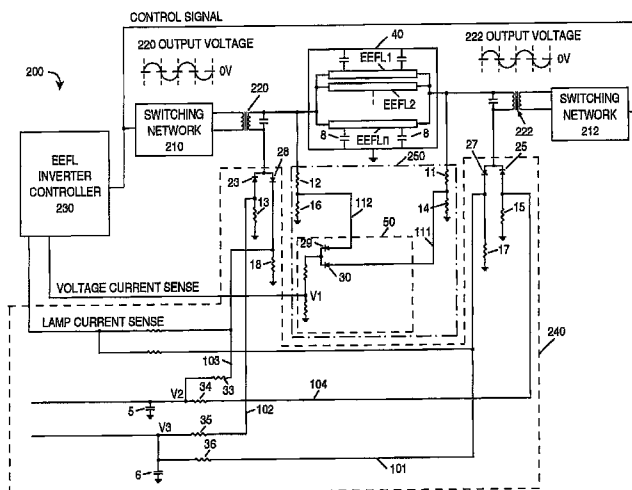 CONTROL SIGNAL
220 OUTPUT VOLTAGE
0V
200
220
40
EEFL1
EEFL2
EEFLn
8
8
222 OUTPUT VOLTAGE
0V
222
SWITCHING NETWORK 210
SWITCHING NETWORK 212
EEFL INVERTER CONTROLLER 230
250
23
28
13
18
12
16
112
11
14
111
50
29
30
V1
27
25
15
17
VOLTAGE CURRENT SENSE
LAMP CURRENT SENSE
240
103
33
V2
34
104
5
102
V3
35
36
101
6